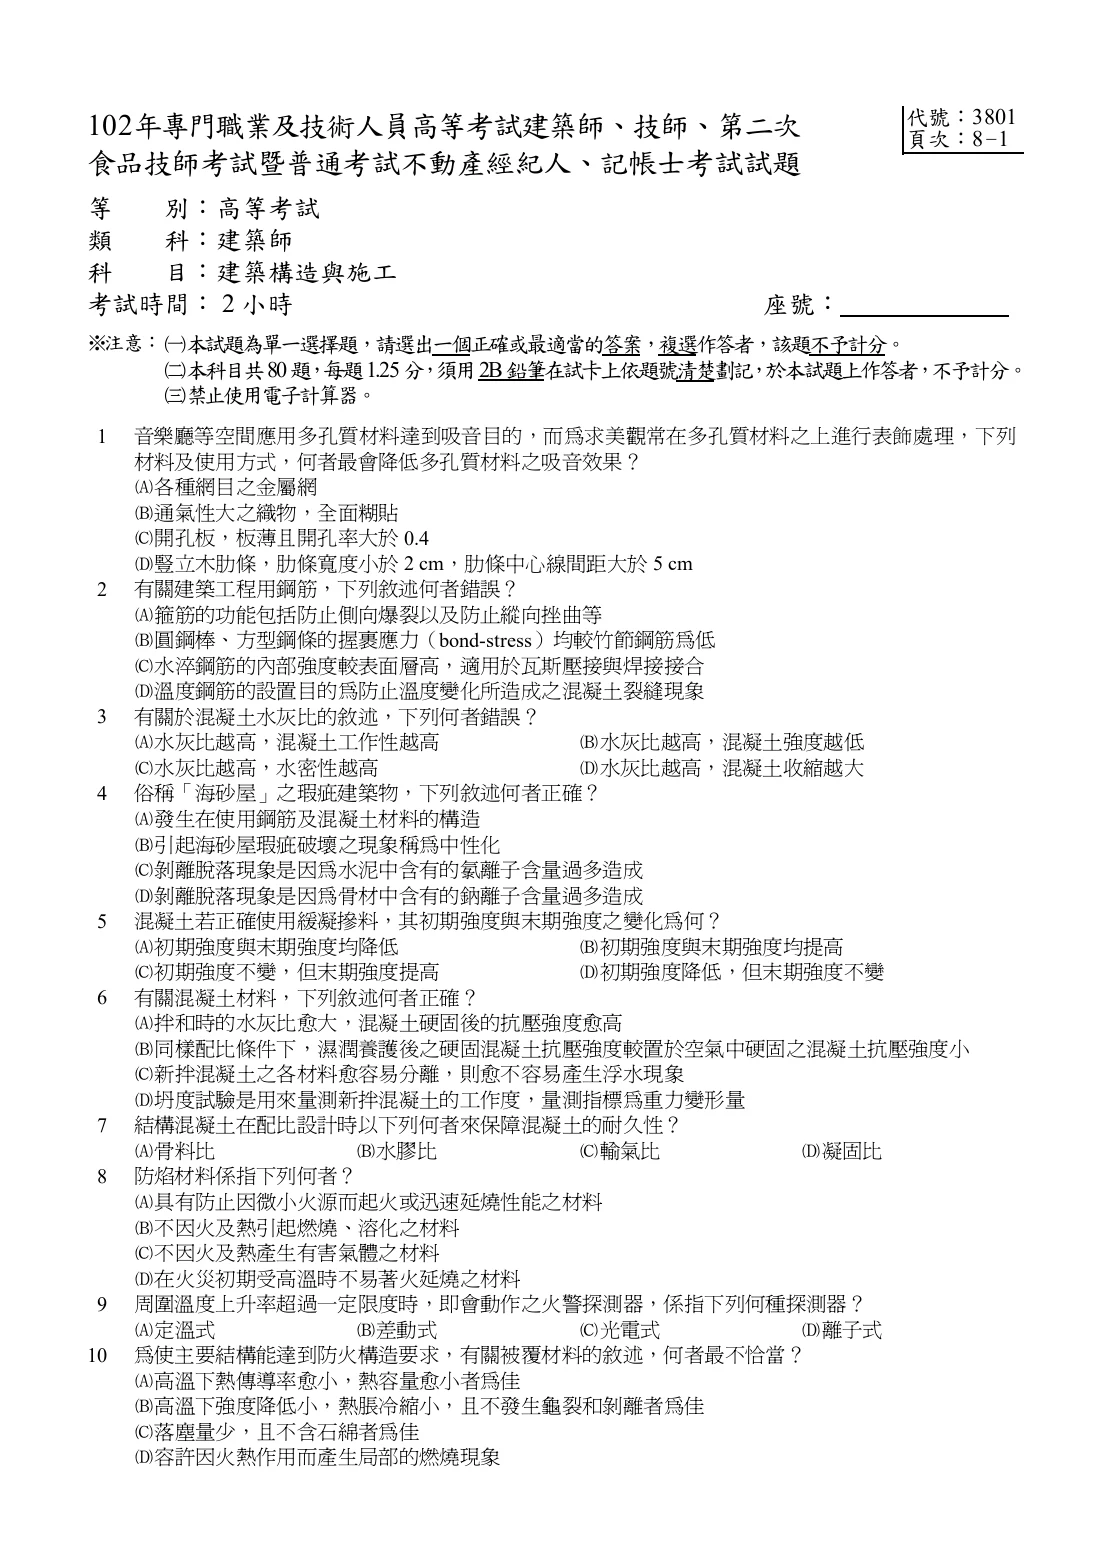 102年專門職業及技術人員高等考試建築師、技師、第二次
食品技師考試暨普通考試不動產經紀人、記帳士考試試題
代號：3801
頁次：8－1
等　　別：高等考試
類　　科：建築師
科　　目：建築構造與施工
考試時間： 2 小時　　座號：
※注意：㈠本試題為單一選擇題，請選出一個正確或最適當的答案，複選作答者，該題不予計分。
㈡本科目共 80 題，每題 1.25 分，須用 2B 鉛筆在試卡上依題號清楚劃記，於本試題上作答者，不予計分。
㈢禁止使用電子計算器。
1　音樂廳等空間應用多孔質材料達到吸音目的，而為求美觀常在多孔質材料之上進行表飾處理，下列
材料及使用方式，何者最會降低多孔質材料之吸音效果？
(A)各種網目之金屬網
(B)通氣性大之織物，全面糊貼
(C)開孔板，板薄且開孔率大於 0.4
(D)豎立木肋條，肋條寬度小於 2 cm，肋條中心線間距大於 5 cm
2　有關建築工程用鋼筋，下列敘述何者錯誤？
(A)箍筋的功能包括防止側向爆裂以及防止縱向挫曲等
(B)圓鋼棒、方型鋼條的握裹應力（bond-stress）均較竹節鋼筋為低
(C)水淬鋼筋的內部強度較表面層高，適用於瓦斯壓接與焊接接合
(D)溫度鋼筋的設置目的為防止溫度變化所造成之混凝土裂縫現象
3　有關於混凝土水灰比的敘述，下列何者錯誤？
(A)水灰比越高，混凝土工作性越高　　(B)水灰比越高，混凝土強度越低
(C)水灰比越高，水密性越高　　(D)水灰比越高，混凝土收縮越大
4　俗稱「海砂屋」之瑕疵建築物，下列敘述何者正確？
(A)發生在使用鋼筋及混凝土材料的構造
(B)引起海砂屋瑕疵破壞之現象稱為中性化
(C)剝離脫落現象是因為水泥中含有的氯離子含量過多造成
(D)剝離脫落現象是因為骨材中含有的鈉離子含量過多造成
5　混凝土若正確使用緩凝摻料，其初期強度與末期強度之變化為何？
(A)初期強度與末期強度均降低　　(B)初期強度與末期強度均提高
(C)初期強度不變，但末期強度提高　　(D)初期強度降低，但末期強度不變
6　有關混凝土材料，下列敘述何者正確？
(A)拌和時的水灰比愈大，混凝土硬固後的抗壓強度愈高
(B)同樣配比條件下，濕潤養護後之硬固混凝土抗壓強度較置於空氣中硬固之混凝土抗壓強度小
(C)新拌混凝土之各材料愈容易分離，則愈不容易產生浮水現象
(D)坍度試驗是用來量測新拌混凝土的工作度，量測指標為重力變形量
7　結構混凝土在配比設計時以下列何者來保障混凝土的耐久性？
(A)骨料比　　(B)水膠比　　(C)輸氣比　　(D)凝固比
8　防焰材料係指下列何者？
(A)具有防止因微小火源而起火或迅速延燒性能之材料
(B)不因火及熱引起燃燒、溶化之材料
(C)不因火及熱產生有害氣體之材料
(D)在火災初期受高溫時不易著火延燒之材料
9　周圍溫度上升率超過一定限度時，即會動作之火警探測器，係指下列何種探測器？
(A)定溫式　　(B)差動式　　(C)光電式　　(D)離子式
10　為使主要結構能達到防火構造要求，有關被覆材料的敘述，何者最不恰當？
(A)高溫下熱傳導率愈小，熱容量愈小者為佳
(B)高溫下強度降低小，熱脹冷縮小，且不發生龜裂和剝離者為佳
(C)落塵量少，且不含石綿者為佳
(D)容許因火熱作用而產生局部的燃燒現象